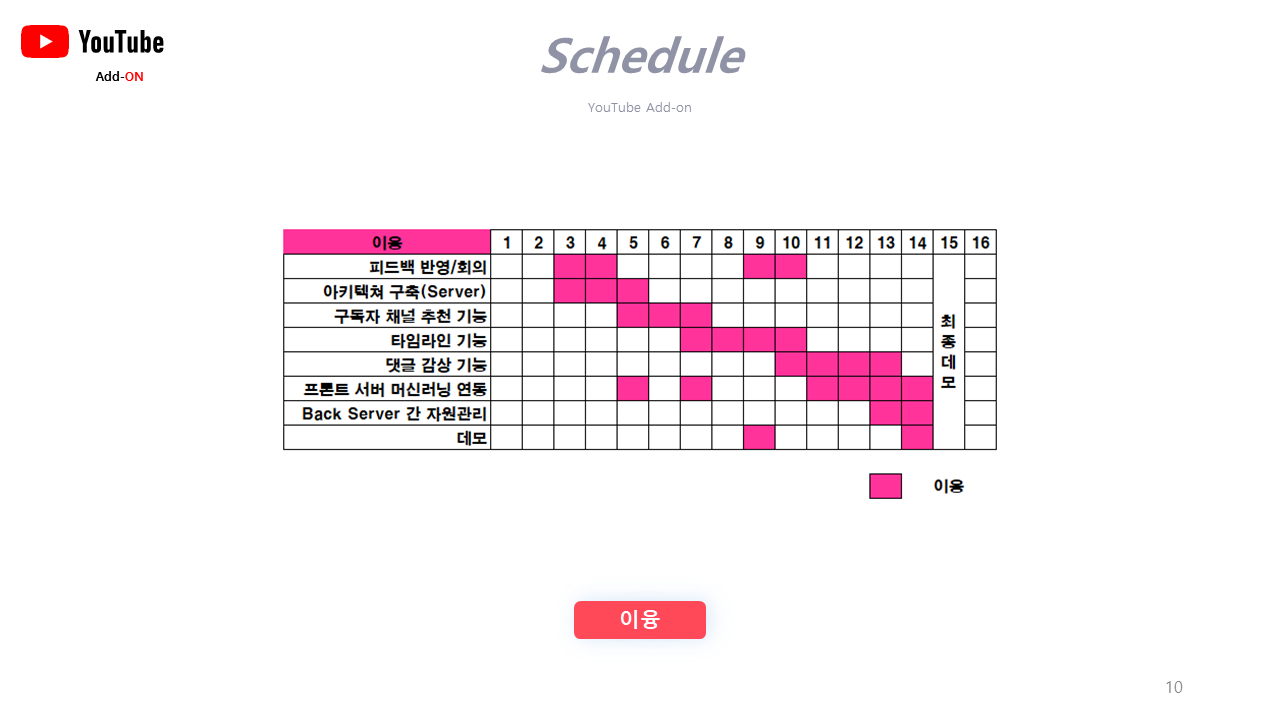 YouTube
Add-ON
Schedule
YouTube Add-on
이융 1 2 3 4 5 6 7 8 9 10 11 12 13 14 15 16
피드백 반영/회의
아키텍쳐 구축(Server)
구독자 채널 추천 기능
타임라인 기능
댓글 감상 기능
프론트 서버 머신러닝 연동
Back Server 간 자원관리
데모
최
종
데
모
이융
이융
10